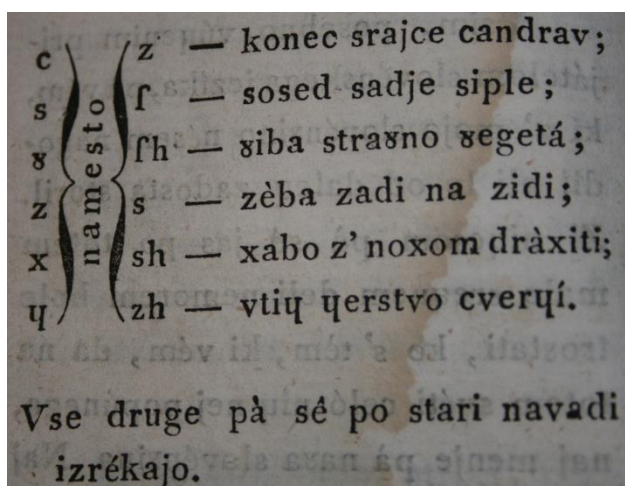 c z — konec srajce candrav;
s ſ — sosed sadje siple;
ȣ ſh — ȣiba straȣno ȣegetá;
namesto
z s — zèba zadi na zidi;
x sh — xabo z' noxom dràxiti;
ɥ zh — vtiɥ ɥerstvo cverɥí.
Vse druge pà sê po stari navadi
izrékajo.